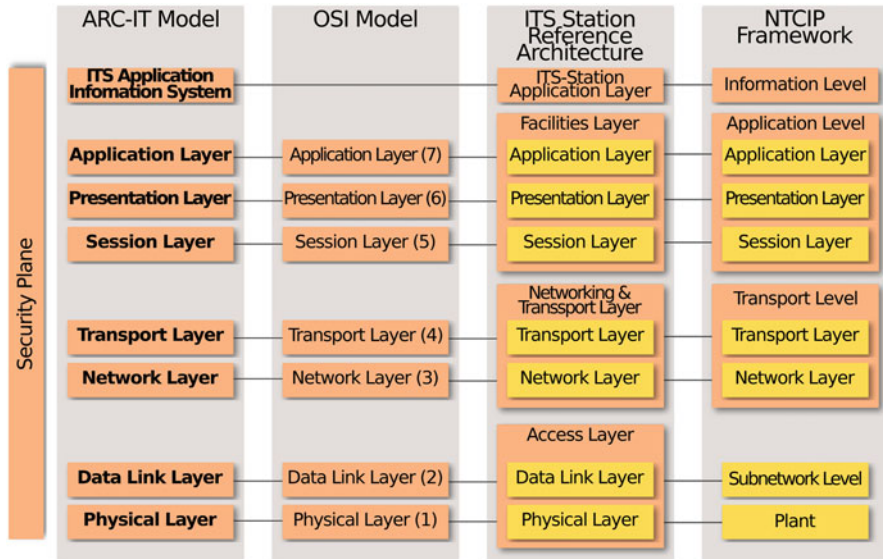 ARC-IT Model
OSI Model
ITS Station
Reference
Architecture
NTCIP
Framework
Security Plane
ITS Application
Infomation System
ITS-Station
Application Layer
Information Level
Facilities Layer
Application Level
Application Layer
Application Layer (7)
Application Layer
Application Layer
Presentation Layer
Presentation Layer (6)
Presentation Layer
Presentation Layer
Session Layer
Session Layer (5)
Session Layer
Session Layer
Networking &
Transsport Layer
Transport Level
Transport Layer
Transport Layer (4)
Transport Layer
Transport Layer
Network Layer
Network Layer (3)
Network Layer
Network Layer
Access Layer
Data Link Layer
Data Link Layer (2)
Data Link Layer
Subnetwork Level
Physical Layer
Physical Layer (1)
Physical Layer
Plant